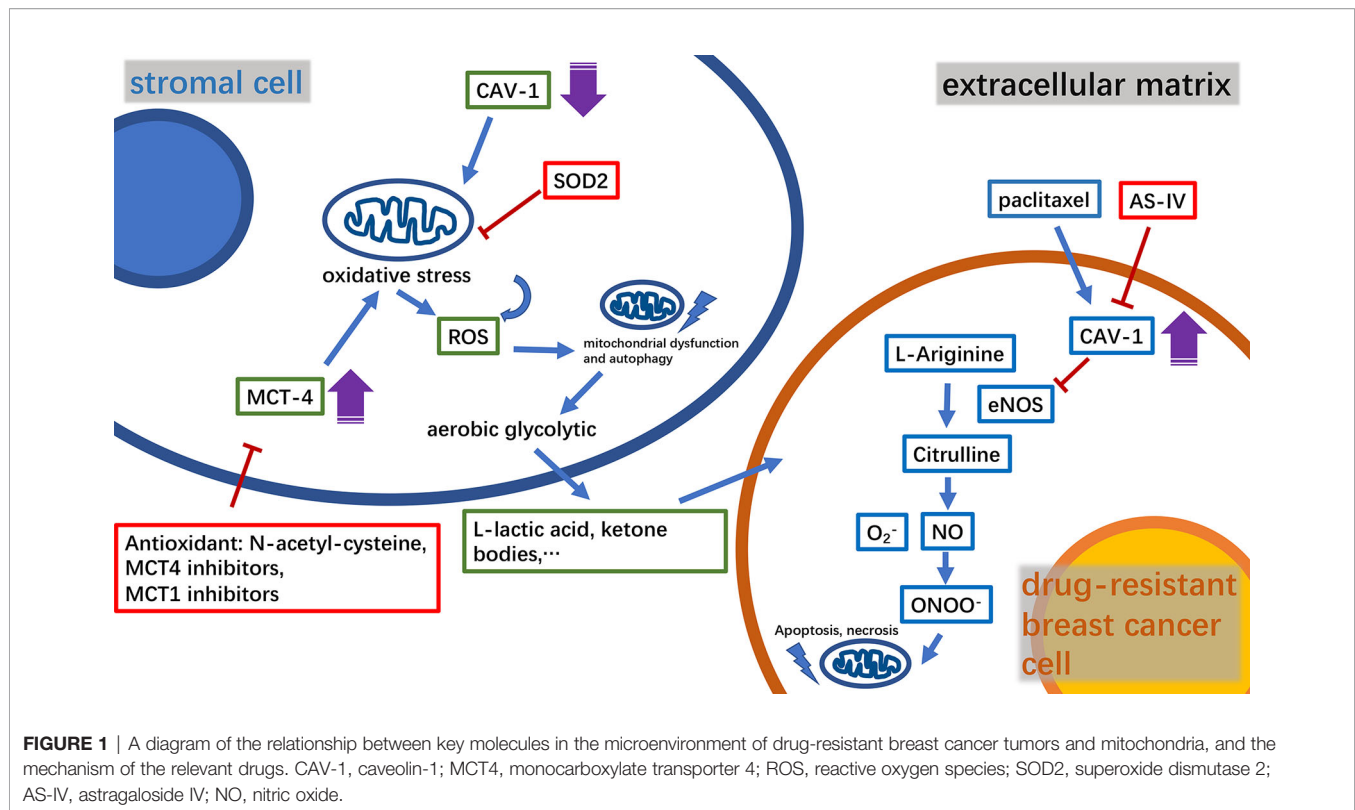 stromal cell
CAV-1
SOD2
oxidative stress
ROS
mitochondrial dysfunction
and autophagy
MCT-4
aerobic glycolytic
Antioxidant: N-acetyl-cysteine,
MCT4 inhibitors,
MCT1 inhibitors
L-lactic acid, ketone
bodies,···
extracellular matrix
paclitaxel
AS-IV
CAV-1
L-Ariginine
eNOS
Citrulline
O₂⁻
NO
ONOO⁻
Apoptosis, necrosis
drug-resistant
breast cancer
cell
FIGURE 1 | A diagram of the relationship between key molecules in the microenvironment of drug-resistant breast cancer tumors and mitochondria, and the
mechanism of the relevant drugs. CAV-1, caveolin-1; MCT4, monocarboxylate transporter 4; ROS, reactive oxygen species; SOD2, superoxide dismutase 2;
AS-IV, astragaloside IV; NO, nitric oxide.